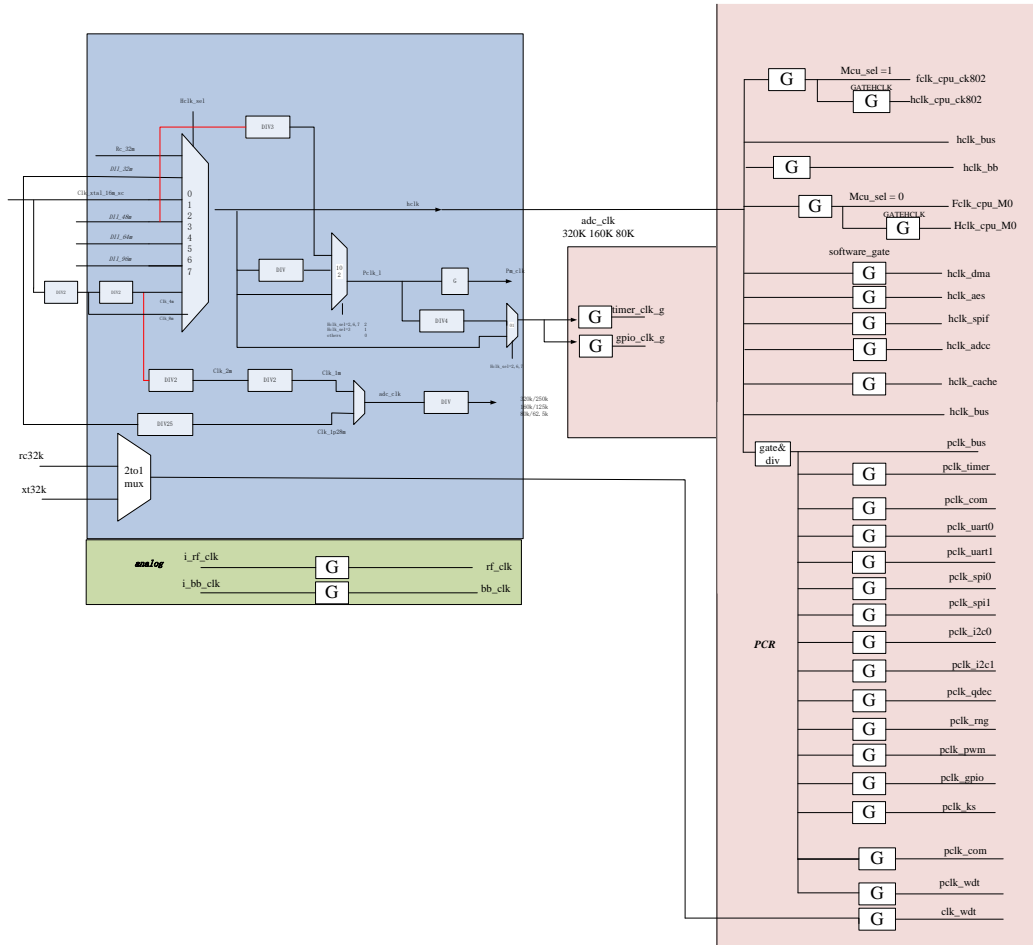 Hclk_sel
Rc_32m
Dll_32m
Clk_xtal_16m_sc
Dll_48m
Dll_64m
Dll_96m
0
1
2
3
4
5
6
7
DIV2
DIV2
Clk_4m
Clk_8m
DIV3
hclk
DIV
Pclk_1
G
Pm_clk
DIV4
DIV2
Clk_2m
DIV2
Clk_1m
adc_clk
DIV
320k/250k
160k/125k
80k/62.5k
DIV25
rc32k
2to1
mux
xt32k
analog
i_rf_clk
G
rf_clk
i_bb_clk
G
bb_clk
adc_clk
320K 160K 80K
G
timer_clk_g
G
gpio_clk_g
Mcu_sel =1
G
fclk_cpu_ck802
GATEHCLK
G
hclk_cpu_ck802
hclk_bus
G
hclk_bb
Mcu_sel = 0
G
Fclk_cpu_M0
GATEHCLK
G
Hclk_cpu_M0
software_gate
G
hclk_dma
G
hclk_aes
G
hclk_spif
G
hclk_adcc
G
hclk_cache
hclk_bus
gate&
div
pclk_bus
G
pclk_timer
G
pclk_com
G
pclk_uart0
G
pclk_uart1
G
pclk_spi0
G
pclk_spi1
PCR
G
pclk_i2c0
G
pclk_i2c1
G
pclk_qdec
G
pclk_rng
G
pclk_pwm
G
pclk_gpio
G
pclk_ks
G
pclk_com
G
pclk_wdt
G
clk_wdt